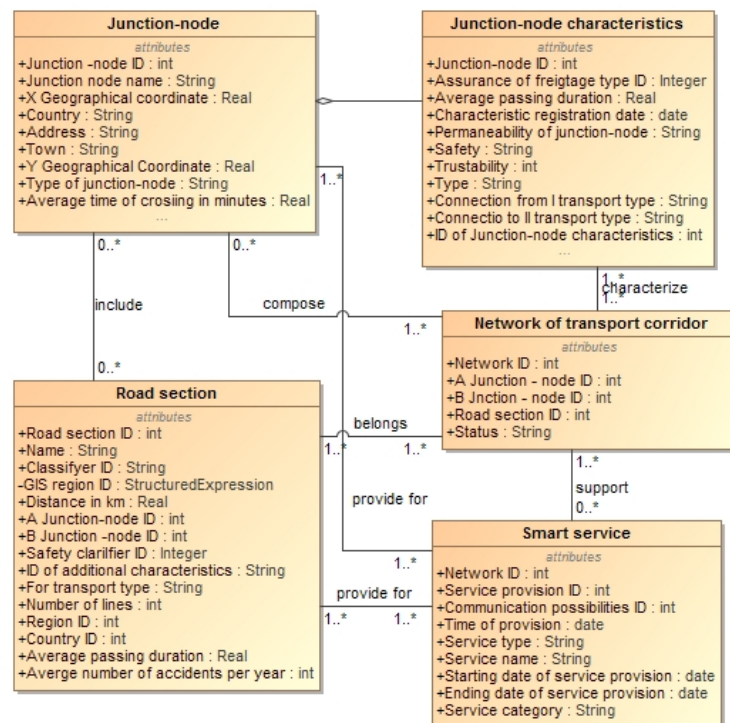 Junction-node
attributes
+Junction -node ID : int
+Junction node name : String
+X Geographical coordinate : Real
+Country : String
+Address : String
+Town : String
+Y Geographical Coordinate : Real
+Type of junction-node : String
+Average time of crosiing in minutes : Real
...
Junction-node characteristics
attributes
+Junction-node ID : int
+Assurance of freigtage type ID : Integer
+Average passing duration : Real
+Characteristic registration date : date
+Permaneability of junction-node : String
+Safety : String
+Trustability : int
+Type : String
+Connection from I transport type : String
+Connectio to II transport type : String
+ID of Junction-node characteristics : int
...
1..*
0..*
0..*
1..*
characterize
1..*
include
compose
1..*
0..*
Network of transport corridor
attributes
+Network ID : int
+A Junction - node ID : int
+B Jnction - node ID : int
+Road section ID : int
+Status : String
Road section
attributes
+Road section ID : int
+Name : String
+Classifyer ID : String
-GIS region ID : StructuredExpression
+Distance in km : Real
+A Junction-node ID : int
+B Junction -node ID : int
+Safety clarilfier ID : Integer
+ID of additional characteristics : String
+For transport type : String
+Number of lines : int
+Region ID : int
+Country ID : int
+Average passing duration : Real
+Averge number of accidents per year : int
belongs
1..*
1..*
1..*
support
0..*
provide for
1..*
provide for
1..*
1..*
Smart service
attributes
+Network ID : int
+Service provision ID : int
+Communication possibilities ID : int
+Time of provision : date
+Service type : String
+Service name : String
+Starting date of service provision : date
+Ending date of service provision : date
+Service category : String